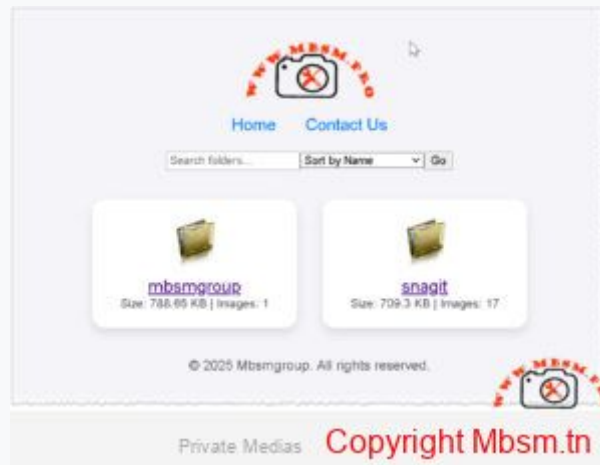 WWW.MBSM.PRO
Home Contact Us
Search folders... Sort by Name Go
mbsmgroup snagit
Size: 788.65 KB | Images: 1 Size: 709.3 KB | Images: 17
© 2025 Mbsmgroup. All rights reserved.
WWW.MBSM.PRO
Private Medias Copyright Mbsm.tn